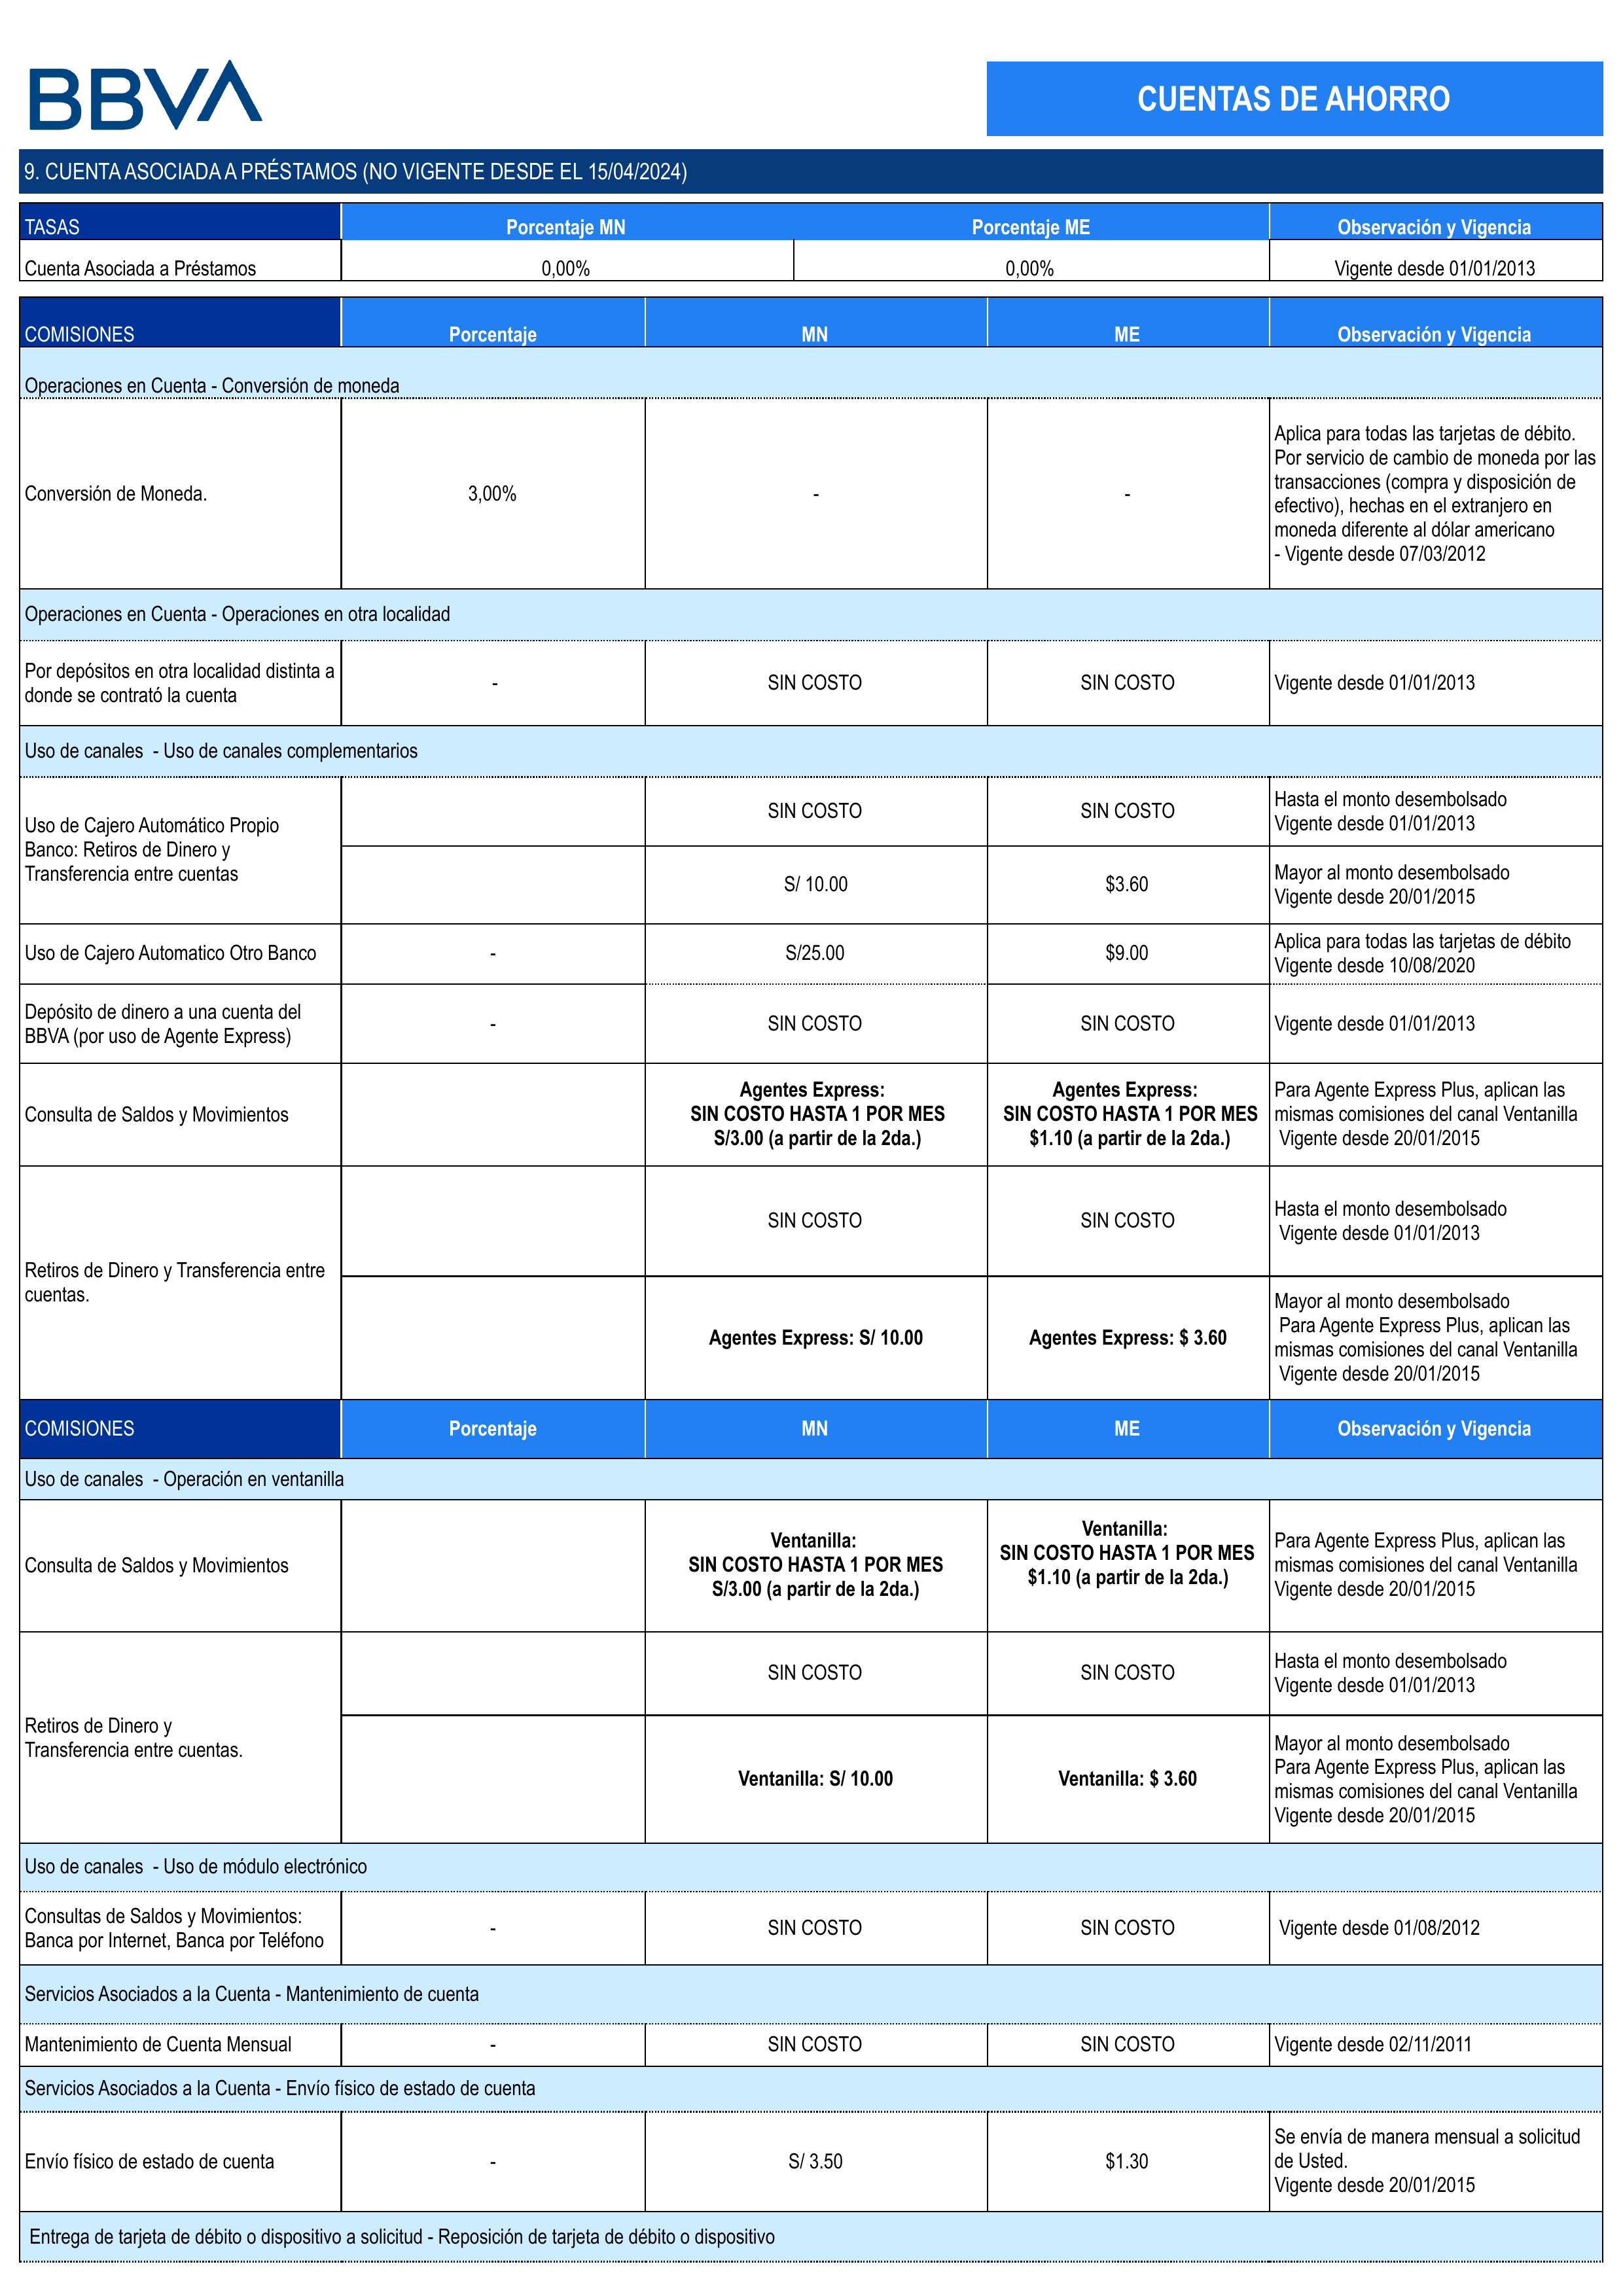 BBVA
CUENTAS DE AHORRO
9. CUENTA ASOCIADA A PRÉSTAMOS (NO VIGENTE DESDE EL 15/04/2024)
TASAS Porcentaje MN Porcentaje ME Observación y Vigencia
Cuenta Asociada a Préstamos 0,00% 0,00% Vigente desde 01/01/2013
COMISIONES Porcentaje MN ME Observación y Vigencia
Operaciones en Cuenta - Conversión de moneda
Conversión de Moneda. 3,00% - -
Aplica para todas las tarjetas de débito.
Por servicio de cambio de moneda por las
transacciones (compra y disposición de
efectivo), hechas en el extranjero en
moneda diferente al dólar americano
- Vigente desde 07/03/2012
Operaciones en Cuenta - Operaciones en otra localidad
Por depósitos en otra localidad distinta a
donde se contrató la cuenta
- SIN COSTO SIN COSTO Vigente desde 01/01/2013
Uso de canales - Uso de canales complementarios
Uso de Cajero Automático Propio
Banco: Retiros de Dinero y
Transferencia entre cuentas
SIN COSTO SIN COSTO
Hasta el monto desembolsado
Vigente desde 01/01/2013
S/ 10.00 $3.60
Mayor al monto desembolsado
Vigente desde 20/01/2015
Uso de Cajero Automatico Otro Banco - S/25.00 $9.00
Aplica para todas las tarjetas de débito
Vigente desde 10/08/2020
Depósito de dinero a una cuenta del
BBVA (por uso de Agente Express)
- SIN COSTO SIN COSTO Vigente desde 01/01/2013
Consulta de Saldos y Movimientos
Agentes Express:
SIN COSTO HASTA 1 POR MES
S/3.00 (a partir de la 2da.)
Agentes Express:
SIN COSTO HASTA 1 POR MES
$1.10 (a partir de la 2da.)
Para Agente Express Plus, aplican las
mismas comisiones del canal Ventanilla
Vigente desde 20/01/2015
Retiros de Dinero y Transferencia entre
cuentas.
SIN COSTO SIN COSTO
Hasta el monto desembolsado
Vigente desde 01/01/2013
Agentes Express: S/ 10.00 Agentes Express: $ 3.60
Mayor al monto desembolsado
Para Agente Express Plus, aplican las
mismas comisiones del canal Ventanilla
Vigente desde 20/01/2015
COMISIONES Porcentaje MN ME Observación y Vigencia
Uso de canales - Operación en ventanilla
Consulta de Saldos y Movimientos
Ventanilla:
SIN COSTO HASTA 1 POR MES
S/3.00 (a partir de la 2da.)
Ventanilla:
SIN COSTO HASTA 1 POR MES
$1.10 (a partir de la 2da.)
Para Agente Express Plus, aplican las
mismas comisiones del canal Ventanilla
Vigente desde 20/01/2015
Retiros de Dinero y
Transferencia entre cuentas.
SIN COSTO SIN COSTO
Hasta el monto desembolsado
Vigente desde 01/01/2013
Ventanilla: S/ 10.00 Ventanilla: $ 3.60
Mayor al monto desembolsado
Para Agente Express Plus, aplican las
mismas comisiones del canal Ventanilla
Vigente desde 20/01/2015
Uso de canales - Uso de módulo electrónico
Consultas de Saldos y Movimientos:
Banca por Internet, Banca por Teléfono
- SIN COSTO SIN COSTO Vigente desde 01/08/2012
Servicios Asociados a la Cuenta - Mantenimiento de cuenta
Mantenimiento de Cuenta Mensual - SIN COSTO SIN COSTO Vigente desde 02/11/2011
Servicios Asociados a la Cuenta - Envío físico de estado de cuenta
Envío físico de estado de cuenta - S/ 3.50 $1.30
Se envía de manera mensual a solicitud
de Usted.
Vigente desde 20/01/2015
Entrega de tarjeta de débito o dispositivo a solicitud - Reposición de tarjeta de débito o dispositivo